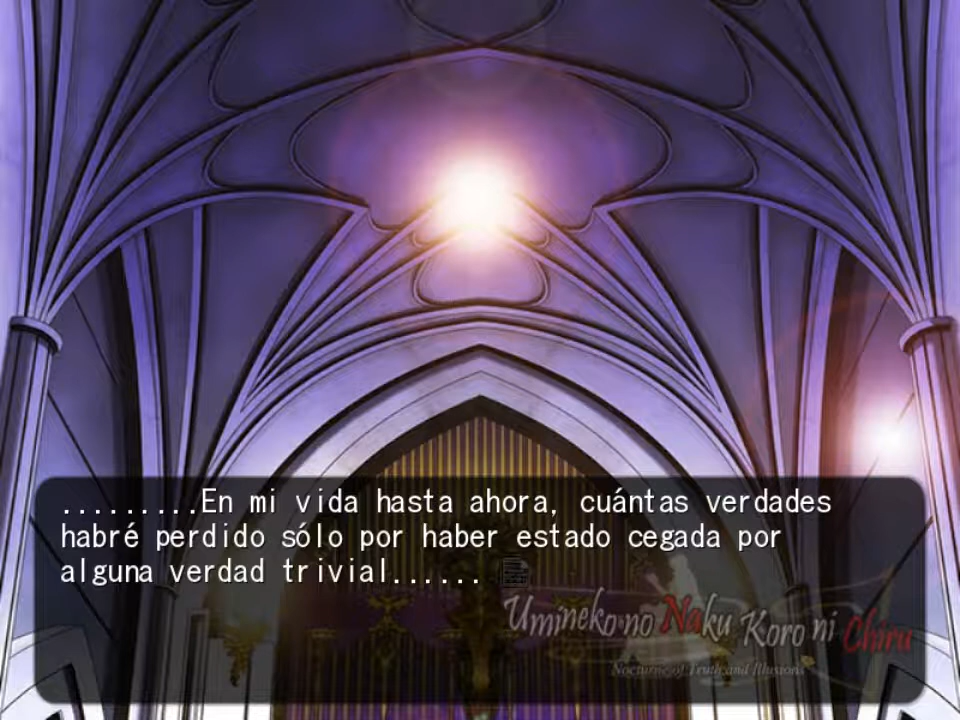 .........En mi vida hasta ahora, cuántas verdades
habré perdido sólo por haber estado cegada por
alguna verdad trivial......
Umineko no Naku Koro ni Chiru
Nocturne of Truth and Illusions